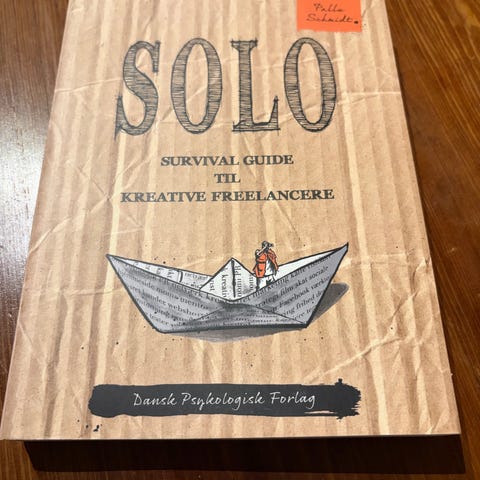 Palle
Schmidt.
SOLO
SURVIVAL GUIDE
TIL
KREATIVE FREELANCERE
Dansk Psykologisk Forlag